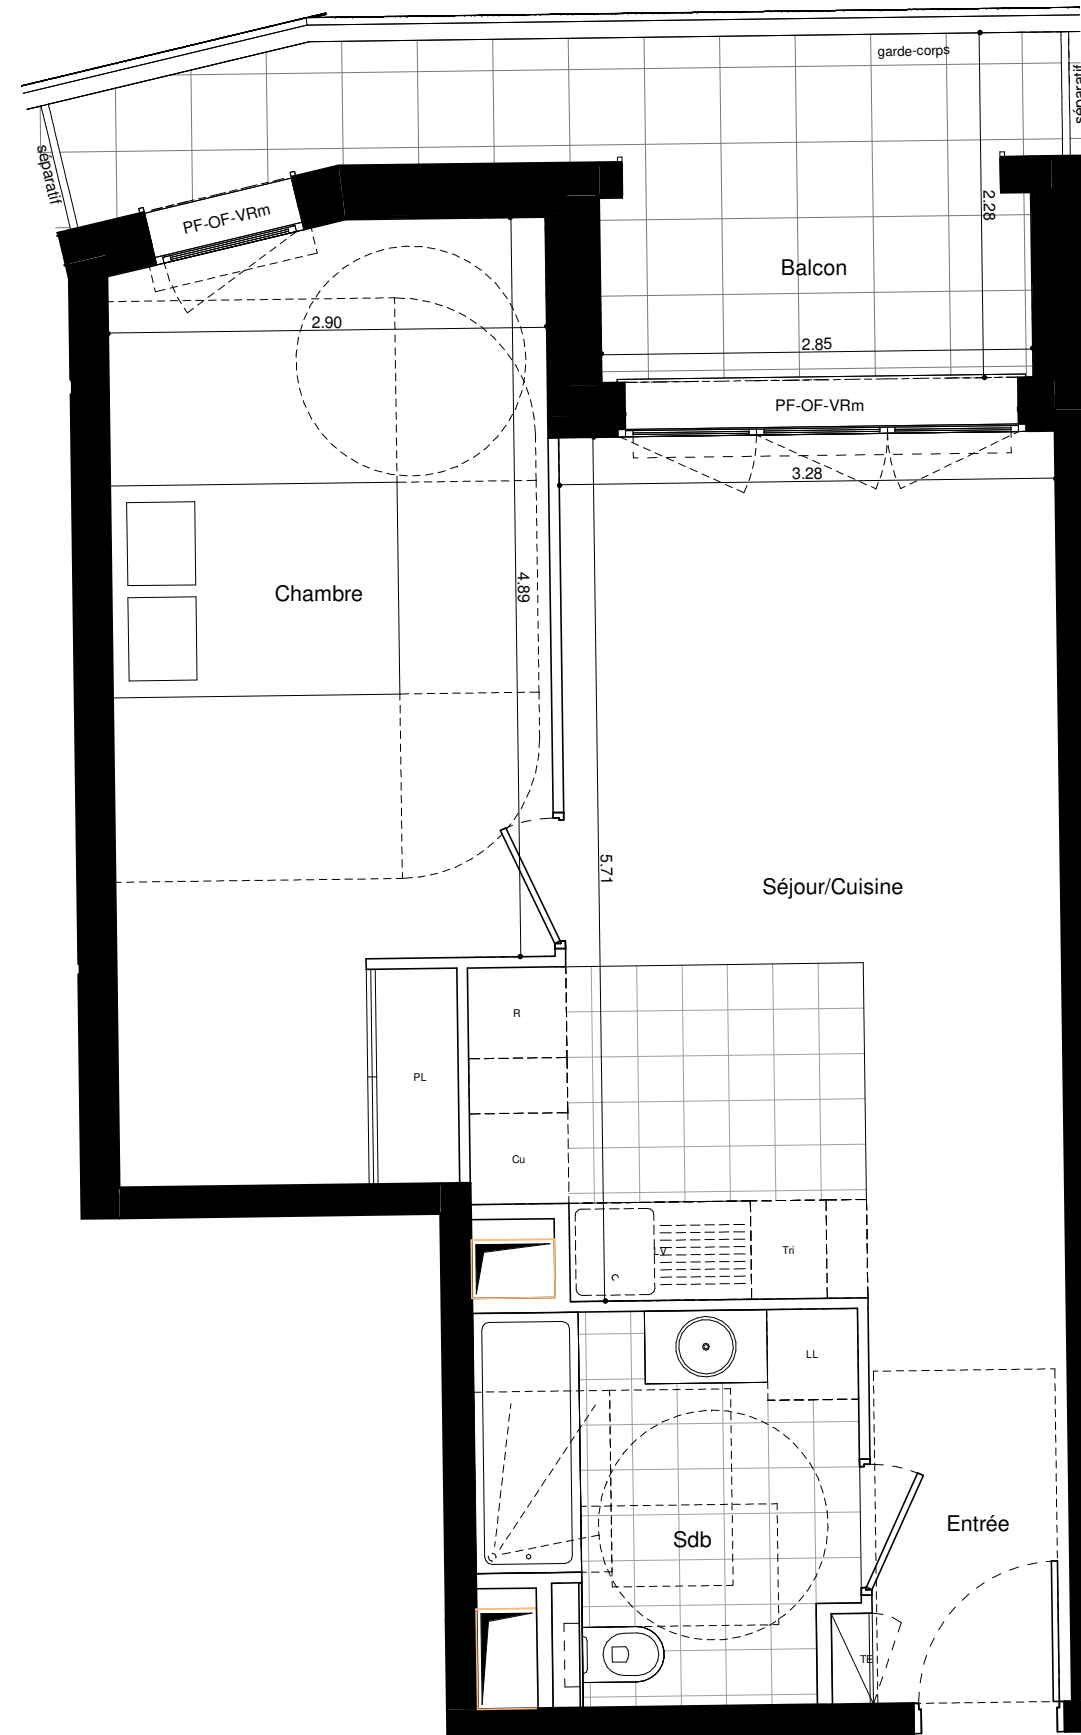 garde-corps
séparatif
séparatif
PF-OF-VRm
2.28
Balcon
2.90
2.85
PF-OF-VRm
3.28
4.89
Chambre
5.71
Séjour/Cuisine
R
PL
Cu
V
Tri
LL
Entrée
Sdb
TE